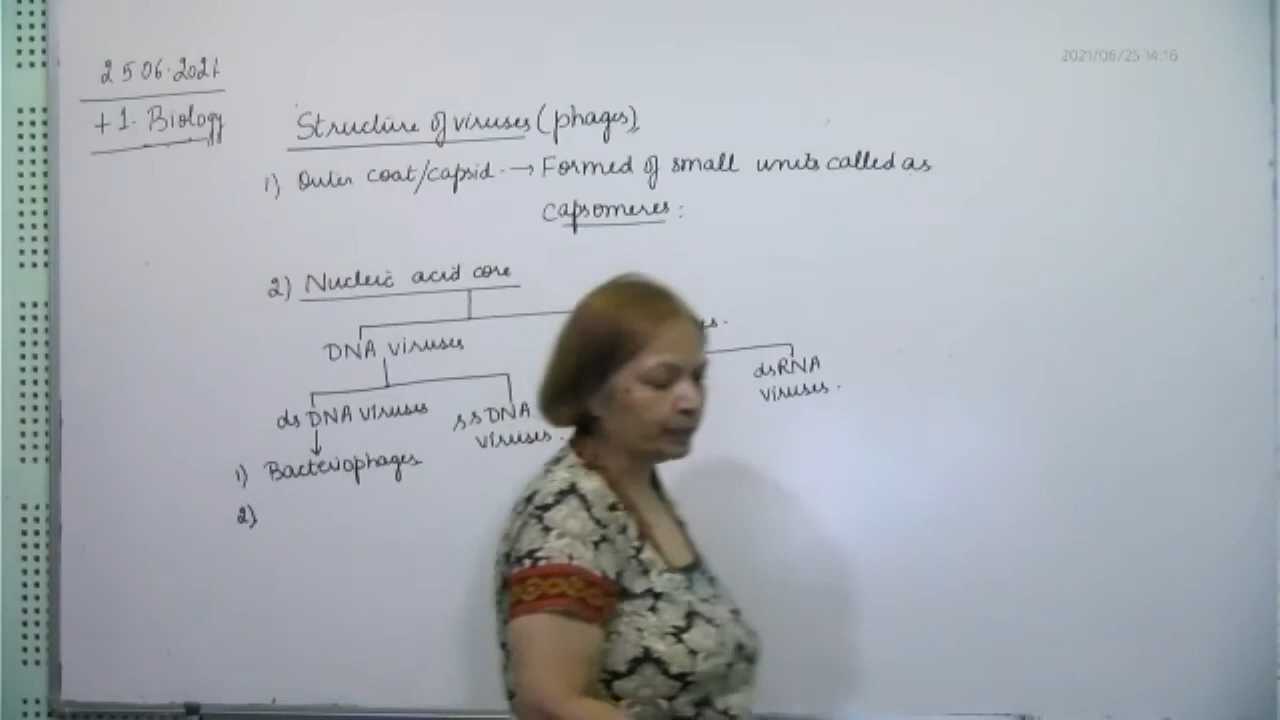 2021/06/25 14:16
25.06.2021
+1. Biology
Structure of viruses (phages)
1) Outer coat/capsid → Formed of small units called as
capsomeres:
2) Nucleic acid core
DNA viruses
dsDNA viruses
ssDNA
viruses.
dsRNA
viruses.
1) Bacteriophages
2)